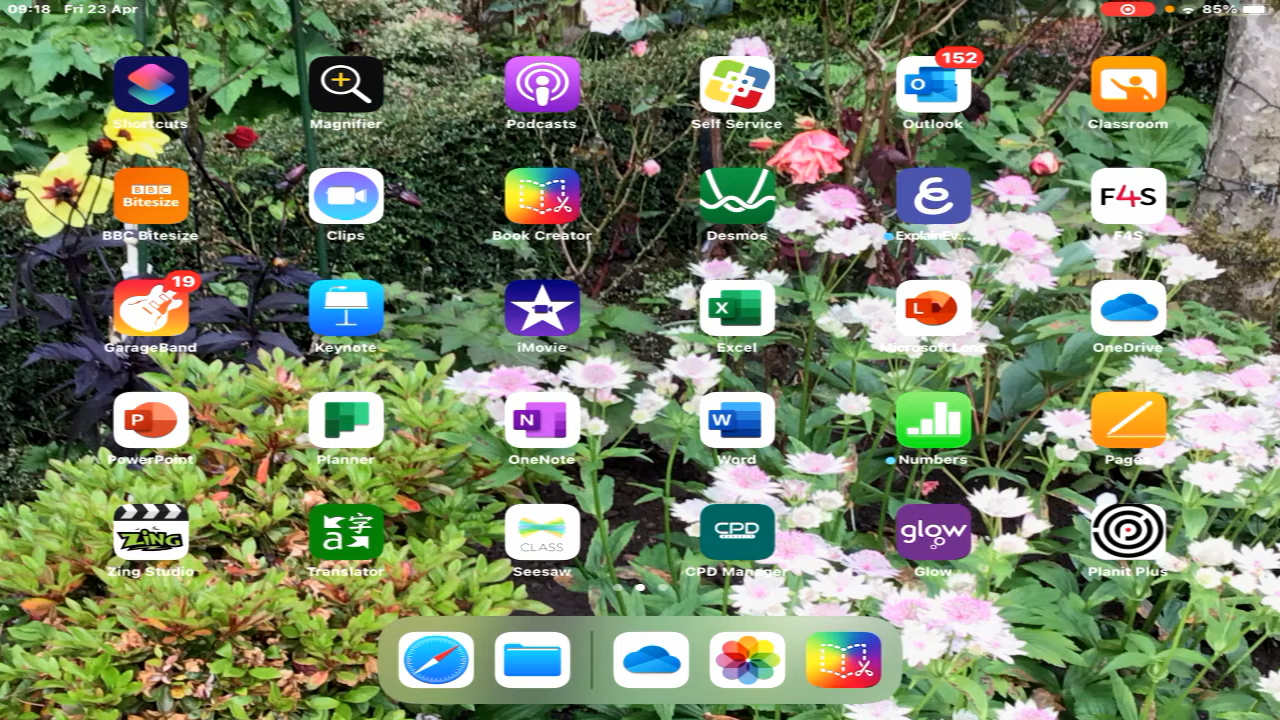 09:18 Fri 23 Apr 85%
152
Shortcuts Magnifier Podcasts Self Service Outlook Classroom
BBC
Bitesize
F4S
BBC Bitesize Clips Book Creator Desmos ExplainEv... F4S
19
X
L
GarageBand Keynote iMovie Excel Microsoft Lens OneDrive
P
N
W
PowerPoint Planner OneNote Word Numbers Pages
ZING
a 字
CLASS
CPD
glow
Zing Studio Translator Seesaw CPD Manager Glow Planit Plus